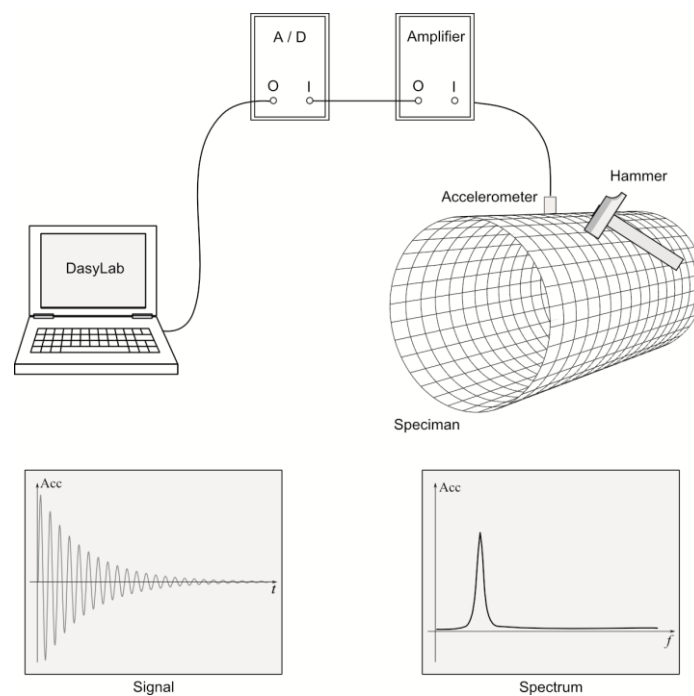 A / D
Amplifier
O I
O I
Hammer
Accelerometer
DasyLab
Speciman
Acc
t
Signal
Acc
f
Spectrum